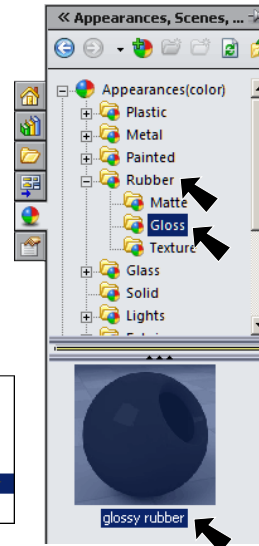 « Appearances, Scenes, ...
Appearances(color)
Plastic
Metal
Painted
Rubber
Matte
Gloss
Texture
Glass
Solid
Lights
glossy rubber